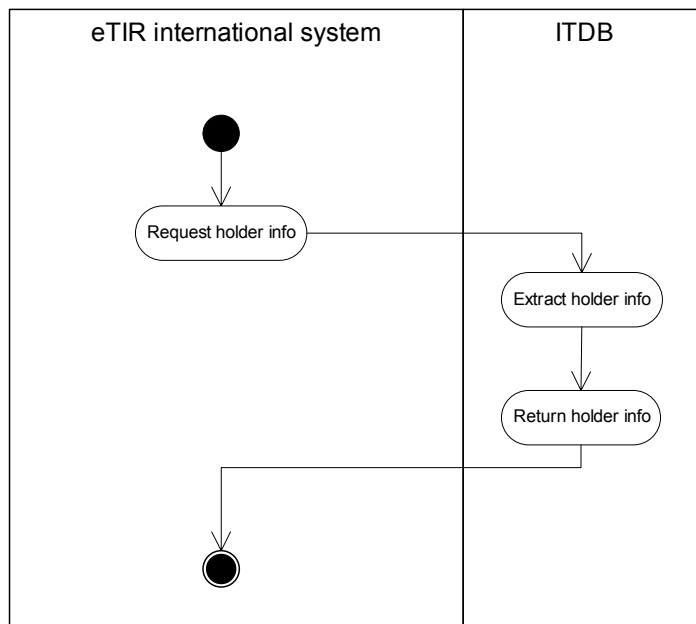 eTIR international system
ITDB
Request holder info
Extract holder info
Return holder info